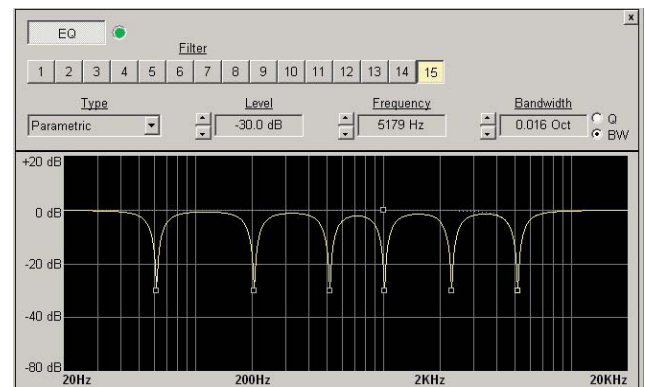 x
EQ
Filter
1 2 3 4 5 6 7 8 9 10 11 12 13 14 15
Type Level Frequency Bandwidth
Parametric -30.0 dB 5179 Hz 0.016 Oct Q
BW
+20 dB
0 dB
-20 dB
-40 dB
-80 dB
20Hz 200Hz 2KHz 20KHz